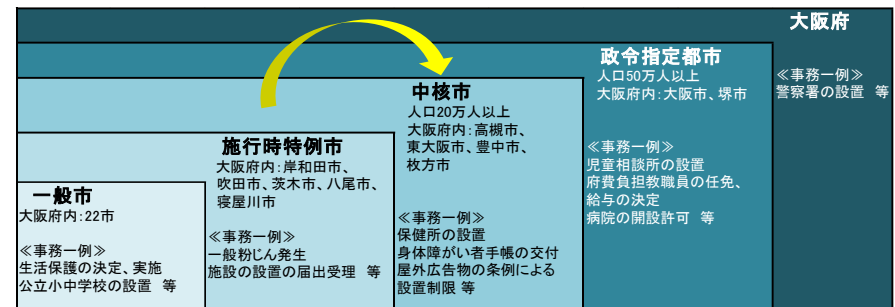 大阪府
≪事務一例≫
警察署の設置 等
政令指定都市
人口50万人以上
大阪府内:大阪市、堺市
≪事務一例≫
児童相談所の設置
府費負担教職員の任免、
給与の決定
病院の開設許可 等
中核市
人口20万人以上
大阪府内:高槻市、
東大阪市、豊中市、
枚方市
≪事務一例≫
保健所の設置
身体障がい者手帳の交付
屋外広告物の条例による
設置制限 等
施行時特例市
大阪府内:岸和田市、
吹田市、茨木市、八尾市、
寝屋川市
≪事務一例≫
一般粉じん発生
施設の設置の届出受理 等
一般市
大阪府内:22市
≪事務一例≫
生活保護の決定、実施
公立小中学校の設置 等